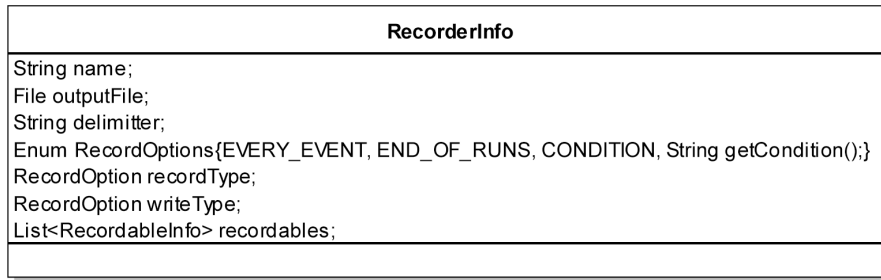 RecorderInfo
String name;
File outputFile;
String delimitter;
Enum RecordOptions{EVERY_EVENT, END_OF_RUNS, CONDITION, String getCondition();}
RecordOption recordType;
RecordOption writeType;
List<RecordableInfo> recordables;